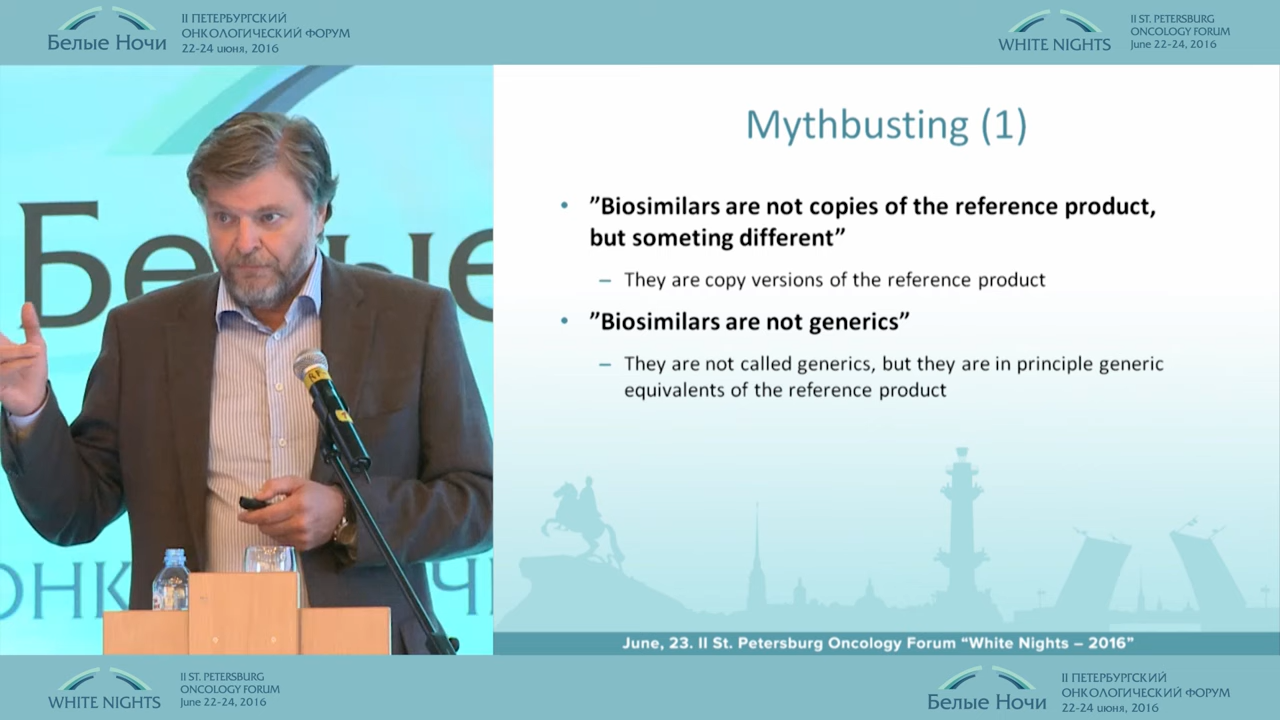 Белые Ночи
II ПЕТЕРБУРГСКИЙ
ОНКОЛОГИЧЕСКИЙ ФОРУМ
22-24 июня, 2016
WHITE NIGHTS
II ST. PETERSBURG
ONCOLOGY FORUM
June 22-24, 2016
Бе ые
ОНК
ЧИ
Mythbusting (1)
• ”Biosimilars are not copies of the reference product,
but someting different”
– They are copy versions of the reference product
• ”Biosimilars are not generics”
– They are not called generics, but they are in principle generic
equivalents of the reference product
June, 23. II St. Petersburg Oncology Forum “White Nights – 2016”
WHITE NIGHTS
II ST. PETERSBURG
ONCOLOGY FORUM
June 22-24, 2016
Белые Ночи
II ПЕТЕРБУРГСКИЙ
ОНКОЛОГИЧЕСКИЙ ФОРУМ
22-24 июня, 2016